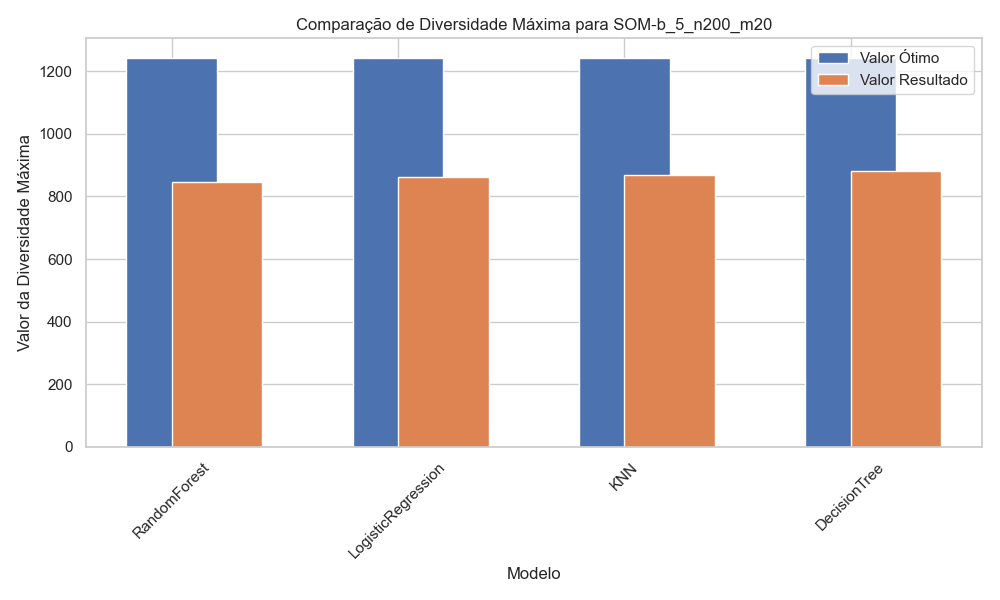 Comparação de Diversidade Máxima para SOM-b_5_n200_m20
Valor Ótimo
Valor Resultado
Valor da Diversidade Máxima
1200
1000
800
600
400
200
0
RandomForest
LogisticRegression
KNN
DecisionTree
Modelo